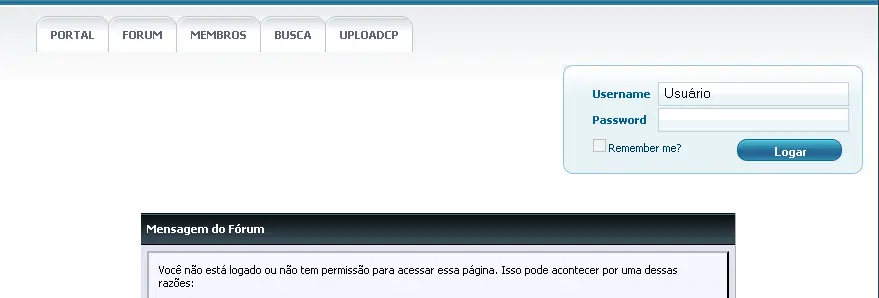 PORTAL FORUM MEMBROS BUSCA UPLOADCP
Username Usuário
Password
Remember me? Logar
Mensagem do Fórum
Você não está logado ou não tem permissão para acessar essa página. Isso pode acontecer por uma dessas
razões: